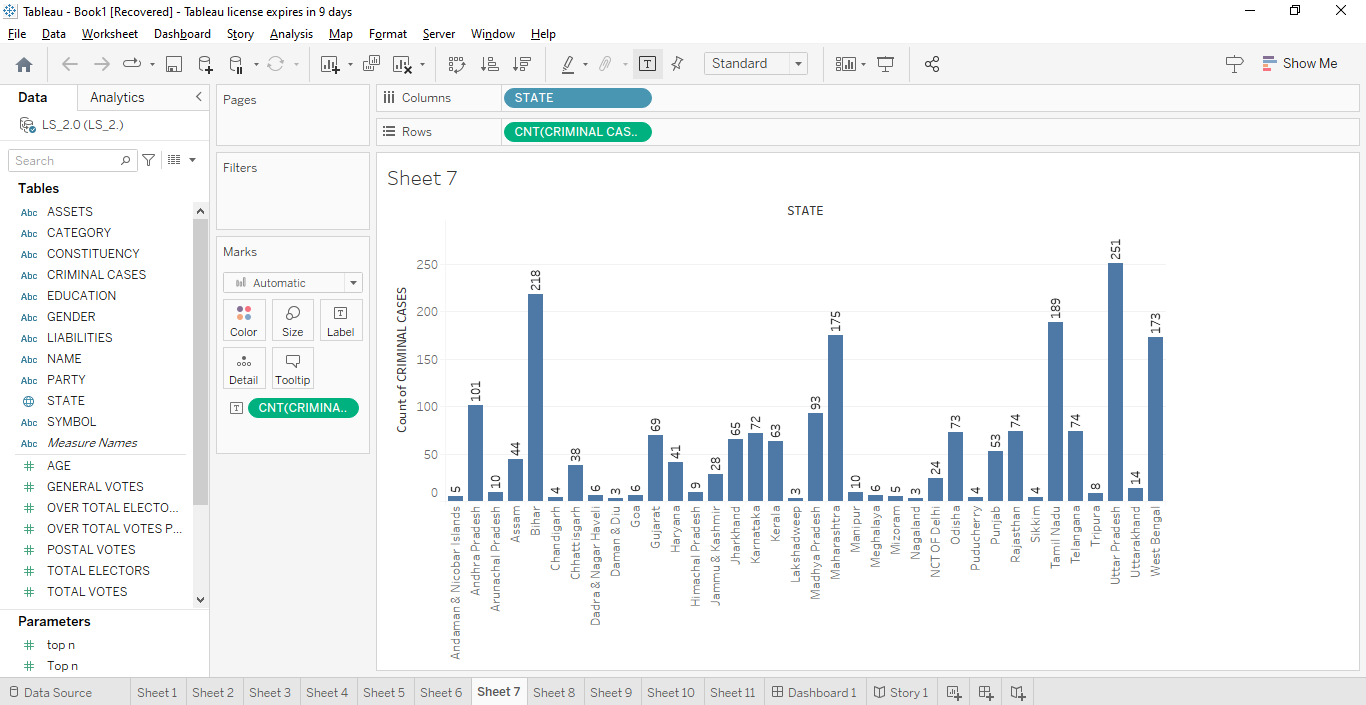 Tableau - Book1 [Recovered] - Tableau license expires in 9 days
File Data Worksheet Dashboard Story Analysis Map Format Server Window Help
Standard
Show Me
Data Analytics
LS_2.0 (LS_2.)
Search
Tables
Abc ASSETS
Abc CATEGORY
Abc CONSTITUENCY
Abc CRIMINAL CASES
Abc EDUCATION
Abc GENDER
Abc LIABILITIES
Abc NAME
Abc PARTY
STATE
Abc SYMBOL
Abc Measure Names
# AGE
# GENERAL VOTES
# OVER TOTAL ELECTO...
# OVER TOTAL VOTES P...
# POSTAL VOTES
# TOTAL ELECTORS
# TOTAL VOTES
Parameters
# top n
# Top n
Pages
Filters
Marks
Automatic
Color Size Label
Detail Tooltip
CNT(CRIMINA..
Columns STATE
Rows CNT(CRIMINAL CAS..
Sheet 7
STATE
Count of CRIMINAL CASES
250
200
150
100
50
0
5 101 10 44 218 4 38 6 3 6 69 41 9 28 65 72 63 3 93 175 10 6 5 3 24 73 4 53 74 4 189 74 8 251 14 173
Andaman & Nicobar Islands
Andhra Pradesh
Arunachal Pradesh
Assam
Bihar
Chandigarh
Chhattisgarh
Dadra & Nagar Haveli
Daman & Diu
Goa
Gujarat
Haryana
Himachal Pradesh
Jammu & Kashmir
Jharkhand
Karnataka
Kerala
Lakshadweep
Madhya Pradesh
Maharashtra
Manipur
Meghalaya
Mizoram
Nagaland
NCT OF Delhi
Odisha
Puducherry
Punjab
Rajasthan
Sikkim
Tamil Nadu
Telangana
Tripura
Uttar Pradesh
Uttarakhand
West Bengal
Data Source Sheet 1 Sheet 2 Sheet 3 Sheet 4 Sheet 5 Sheet 6 Sheet 7 Sheet 8 Sheet 9 Sheet 10 Sheet 11 Dashboard 1 Story 1